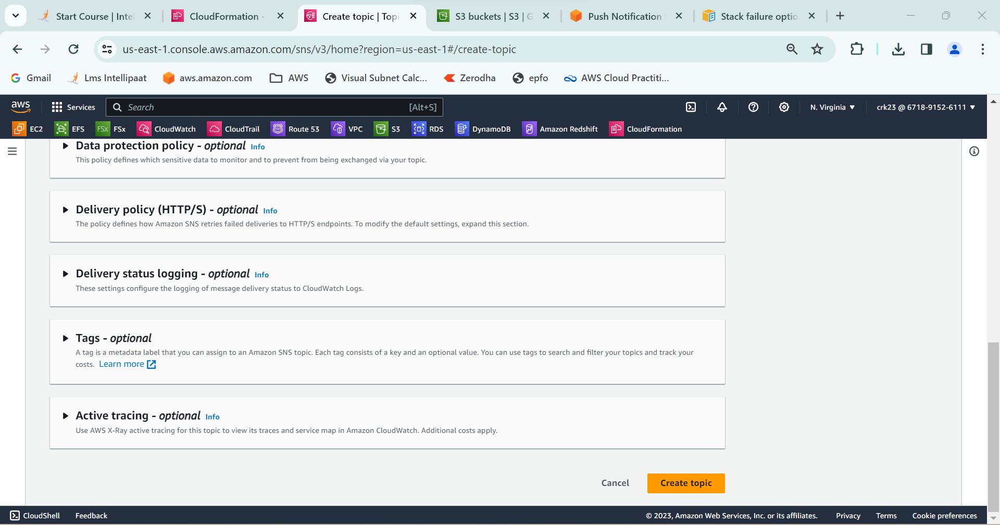 Start Course | Inte
CloudFormation -
Create topic | Topi
S3 buckets | S3 | G
Push Notification
Stack failure optio
us-east-1.console.aws.amazon.com/sns/v3/home?region=us-east-1#/create-topic
Gmail
Lms Intellipaat
aws.amazon.com
AWS
Visual Subnet Calc...
Zerodha
epfo
AWS Cloud Practiti...
aws
Services
Search
[Alt+S]
N. Virginia
crk23 @ 6718-9152-6111
EC2
EFS
FSx
FSx
CloudWatch
CloudTrail
Route 53
VPC
S3
RDS
DynamoDB
Amazon Redshift
CloudFormation
Data protection policy - optional Info
This policy defines which sensitive data to monitor and to prevent from being exchanged via your topic.
Delivery policy (HTTP/S) - optional Info
The policy defines how Amazon SNS retries failed deliveries to HTTP/S endpoints. To modify the default settings, expand this section.
Delivery status logging - optional Info
These settings configure the logging of message delivery status to CloudWatch Logs.
Tags - optional
A tag is a metadata label that you can assign to an Amazon SNS topic. Each tag consists of a key and an optional value. You can use tags to search and filter your topics and track your
costs. Learn more
Active tracing - optional Info
Use AWS X-Ray active tracing for this topic to view its traces and service map in Amazon CloudWatch. Additional costs apply.
Cancel
Create topic
CloudShell
Feedback
© 2023, Amazon Web Services, Inc. or its affiliates.
Privacy
Terms
Cookie preferences